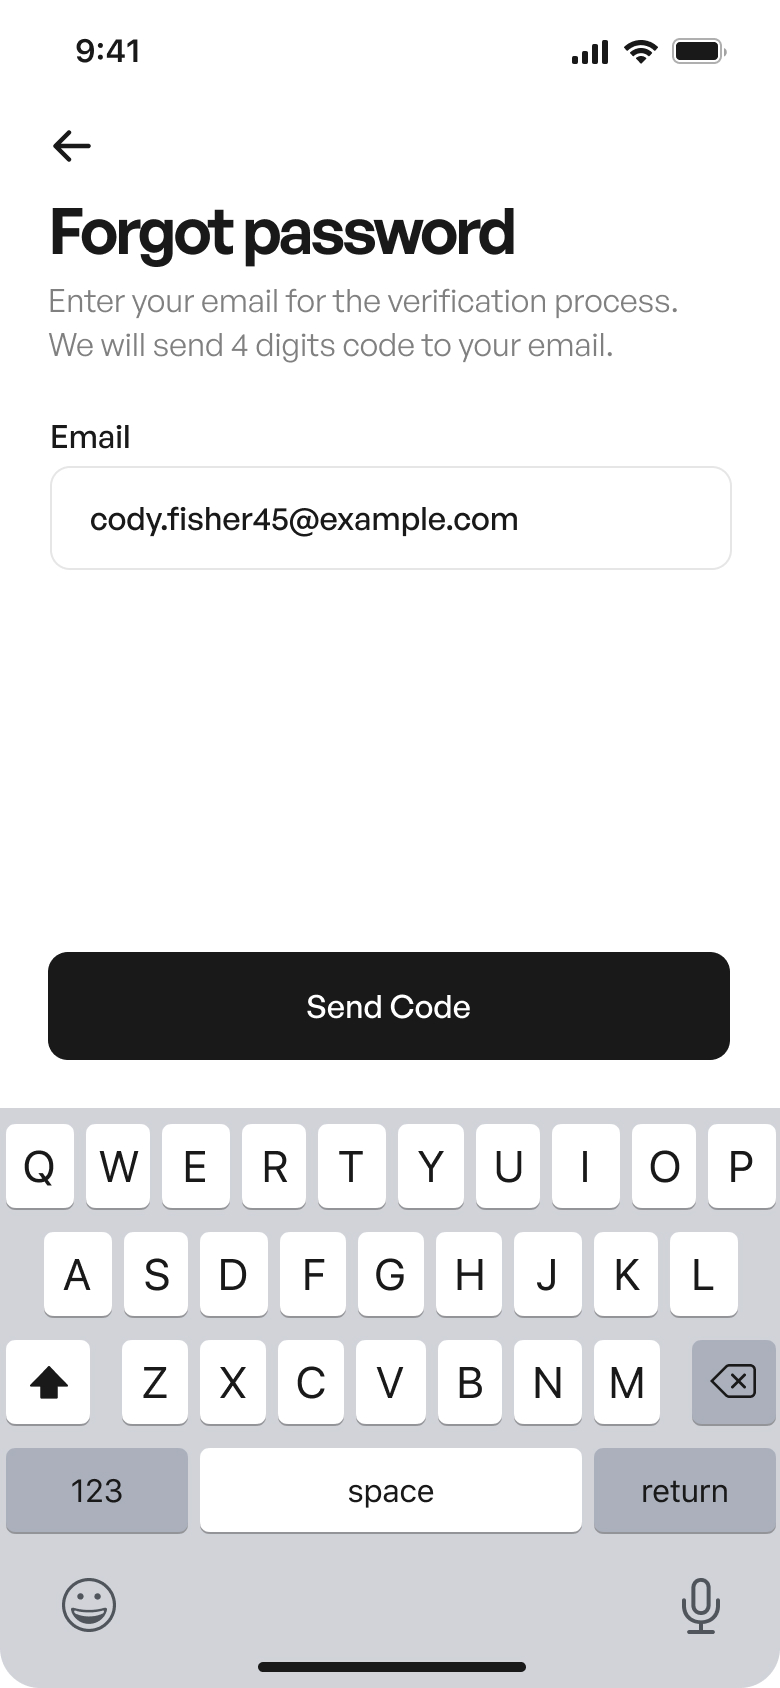 9:41
Forgot password
Enter your email for the verification process.
We will send 4 digits code to your email.
Email
cody.fisher45@example.com
Send Code
Q W E R T Y U I O P
A S D F G H J K L
Z X C V B N M
123 space return